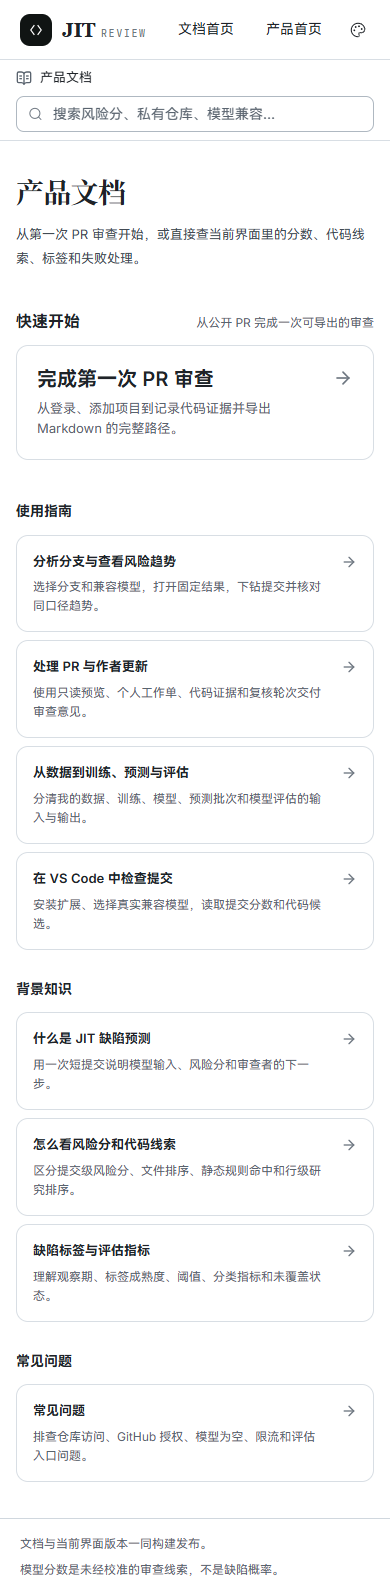 JIT REVIEW 文档首页 产品首页
产品文档
搜索风险分、私有仓库、模型兼容...
产品文档
从第一次 PR 审查开始，或直接查当前界面里的分数、代码线
索、标签和失败处理。
快速开始 从公开 PR 完成一次可导出的审查
完成第一次 PR 审查
从登录、添加项目到记录代码证据并导出
Markdown 的完整路径。
使用指南
分析分支与查看风险趋势
选择分支和兼容模型，打开固定结果，下钻提交并核对
同口径趋势。
处理 PR 与作者更新
使用只读预览、个人工作单、代码证据和复核轮次交付
审查意见。
从数据到训练、预测与评估
分清我的数据、训练、模型、预测批次和模型评估的输
入与输出。
在 VS Code 中检查提交
安装扩展、选择真实兼容模型，读取提交分数和代码候
选。
背景知识
什么是 JIT 缺陷预测
用一次短提交说明模型输入、风险分和审查者的下一
步。
怎么看风险分和代码线索
区分提交级风险分、文件排序、静态规则命中和行级研
究排序。
缺陷标签与评估指标
理解观察期、标签成熟度、阈值、分类指标和未覆盖状
态。
常见问题
常见问题
排查仓库访问、GitHub 授权、模型为空、限流和评估
入口问题。
文档与当前界面版本一同构建发布。
模型分数是未经校准的审查线索，不是缺陷概率。